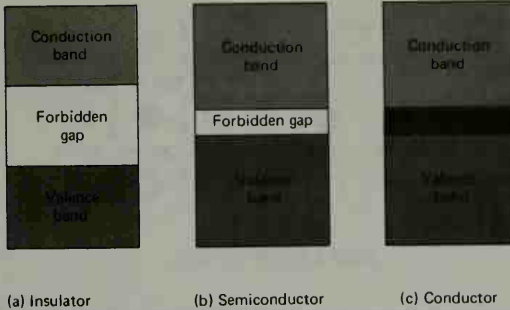 Conduction
band
Forbidden
gap
Valence
band
(a) Insulator
Conduction
band
Forbidden gap
Valence
band
(b) Semiconductor
Conduction
band
Valence
band
(c) Conductor